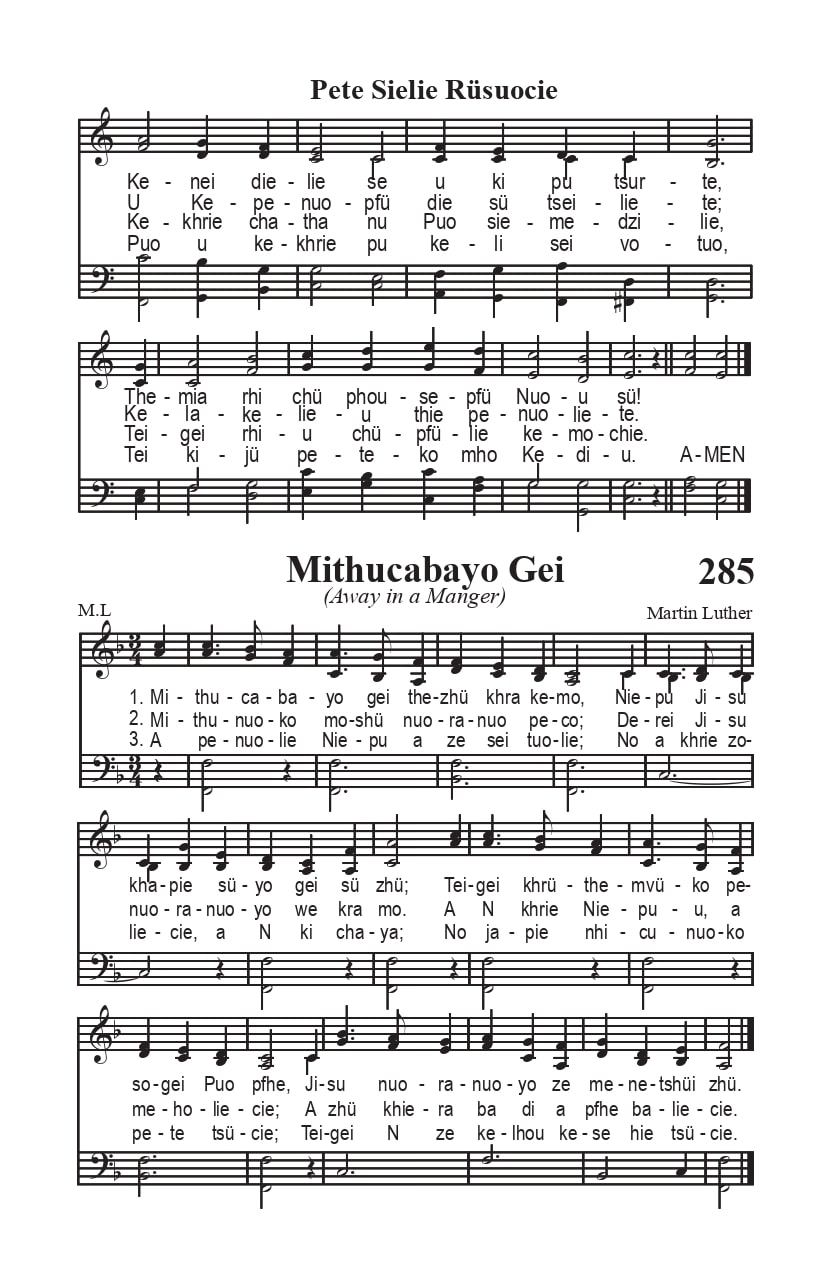 Pete Sielie Rüsuocie
Ke - nei die - lie se u ki pu tsur - te,
U Ke - pe - nuo - pfü die sü tsei - lie - te;
Ke - khrie cha - tha nu Puo sie - me - dzi - lie,
Puo u ke - khrie pu ke - li sei vo - tuo,
The - mia rhi chü phou - se - pfü Nuo - u sü!
Ke - la - ke - lie - u thie pe - nuo - lie - te.
Tei - gei rhi - u chü - pfü - lie ke - mo - chie.
Tei ki - jü pe - te - ko mho Ke - di - u. A - MEN
Mithucabayo Gei 285
(Away in a Manger)
M.L Martin Luther
1. Mi - thu - ca - ba - yo gei the-zhü khra ke-mo, Nie - pu Ji - su
2. Mi - thu - nuo - ko mo-shü nuo - ra - nuo pe - co; De - rei Ji - su
3. A pe - nuo - lie Nie - pu a ze sei tuo - lie; No a khrie zo-
kha - pie sü - yo gei sü zhü; Tei - gei khrü - the - mvü - ko pe-
nuo - ra - nuo - yo we kra mo. A N khrie Nie - pu - u, a
lie - cie, a N ki cha - ya; No ja - pie nhi - cu - nuo-ko
so-gei Puo pfhe, Ji - su nuo - ra - nuo - yo ze me - ne - tshüi zhü.
me - ho - lie - cie; A zhü khie - ra ba di a pfhe ba - lie - cie.
pe - te tsü - cie; Tei - gei N ze ke - lhou ke - se hie tsü - cie.